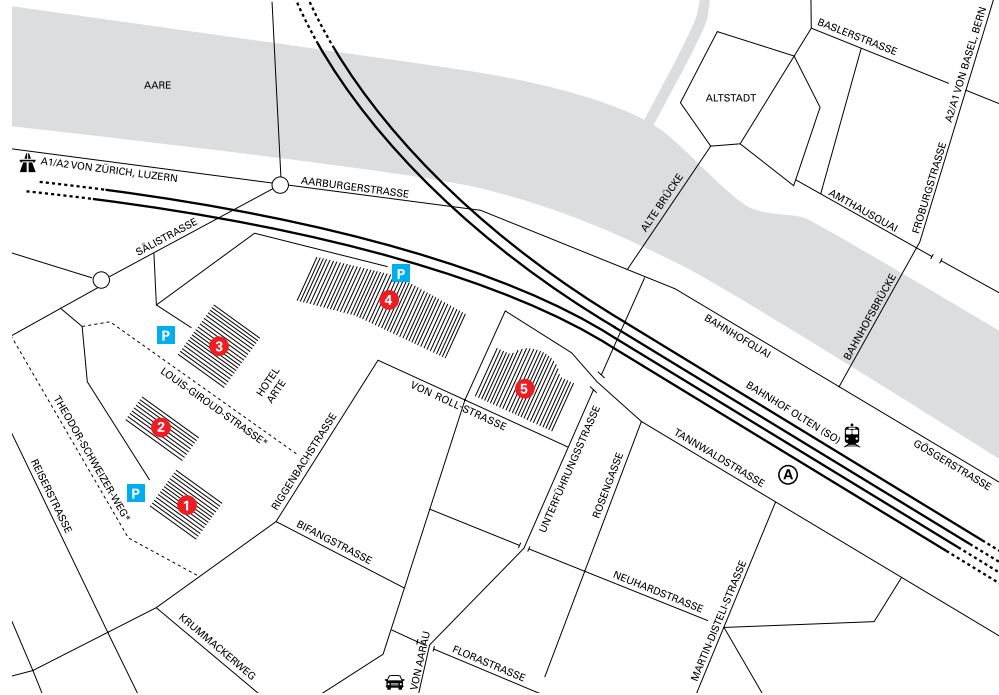 BASLERSTRASSE
A2/A1 VON BASEL, BERN
AARE
ALTSTADT
A1/A2 VON ZÜRICH, LUZERN
AARBURGERSTRASSE
ALTE BRÜCKE
AMTHAUSQUAI
FROBURGSTRASSE
SÄLISTRASSE
P
4
BAHNHOFSBRÜCKE
P
3
BAHNHOFQUAI
HOTEL
ARTE
LOUIS-GIROUD-STRASSE*
VON ROLL-STRASSE
5
BAHNHOF OLTEN (SO)
THEODOR-SCHWEIZER-WEG*
2
RIGGENBACHSTRASSE
UNTERFÜHRUNGSSTRASSE
TANNWALDSTRASSE
GÖSGERSTRASSE
REISERSTRASSE
P
1
ROSENGASSE
A
BIFANGSTRASSE
NEUHARDSTRASSE
MARTIN-DISTELI-STRASSE
KRUMMACKERWEG
VON AARAU
FLORASTRASSE